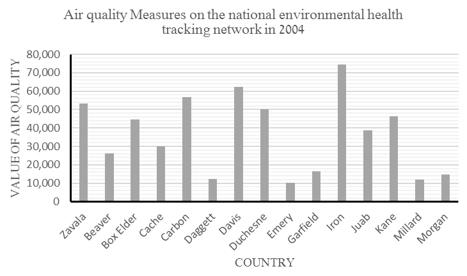 Air quality Measures on the national environmental health
tracking network in 2004
VALUE OF AIR QUALITY
80,000
70,000
60,000
50,000
40,000
30,000
20,000
10,000
0
Zavala
Beaver
Box Elder
Cache
Carbon
Daggett
Davis
Duchesne
Emery
Garfield
Iron
Juab
Kane
Millard
Morgan
COUNTRY